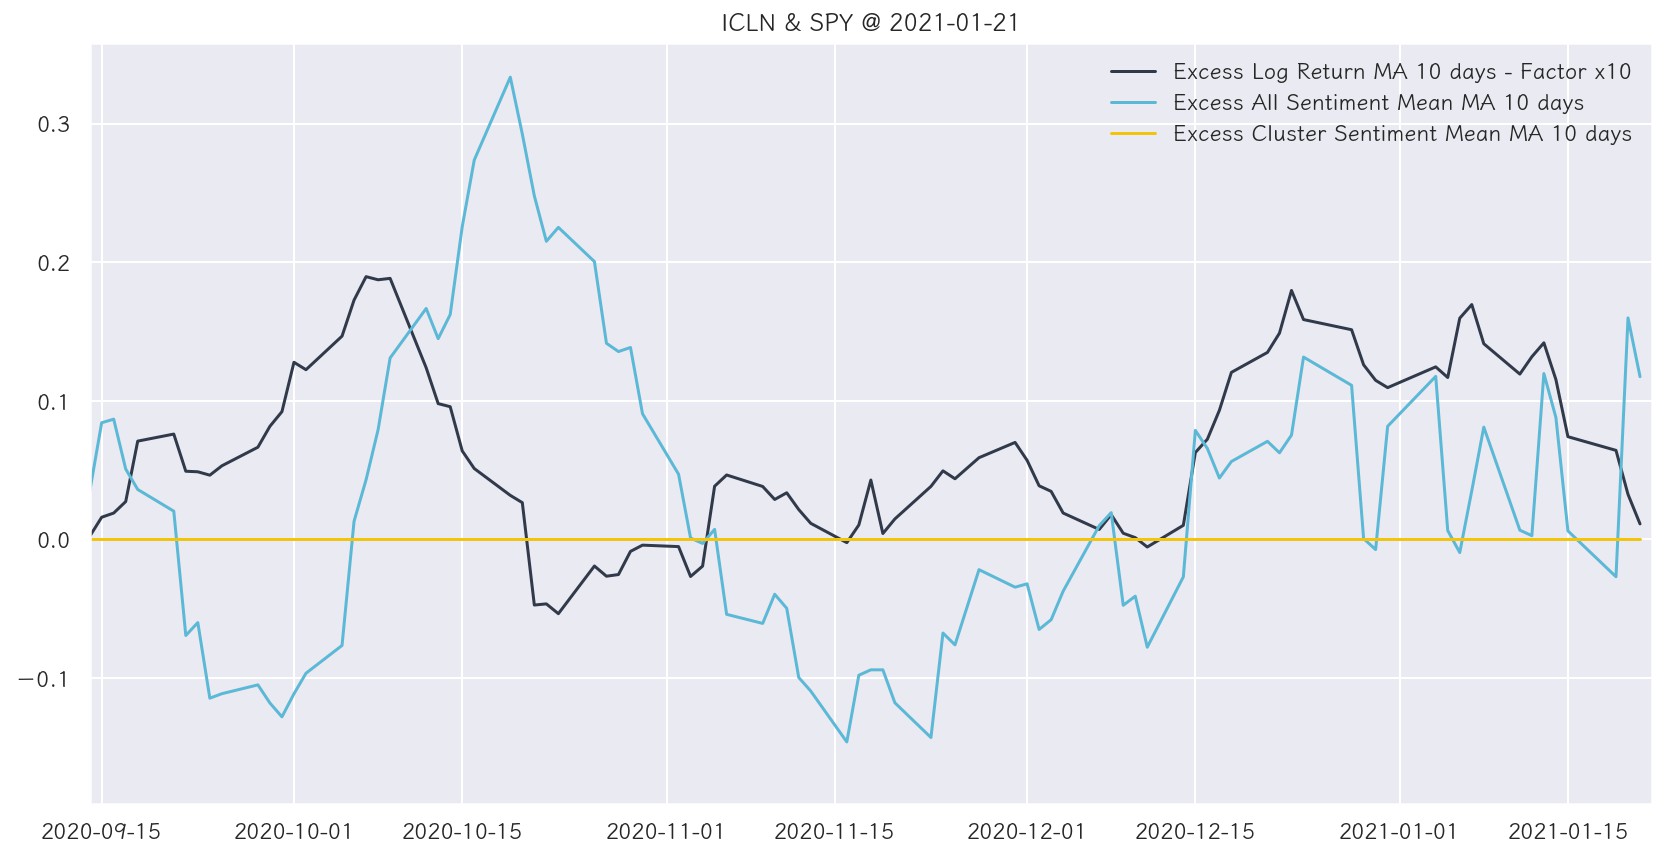 ICLN & SPY @ 2021-01-21
Excess Log Return MA 10 days - Factor x10
Excess All Sentiment Mean MA 10 days
Excess Cluster Sentiment Mean MA 10 days
0.3
0.2
0.1
0.0
−0.1
2020-09-15 2020-10-01 2020-10-15 2020-11-01 2020-11-15 2020-12-01 2020-12-15 2021-01-01 2021-01-15